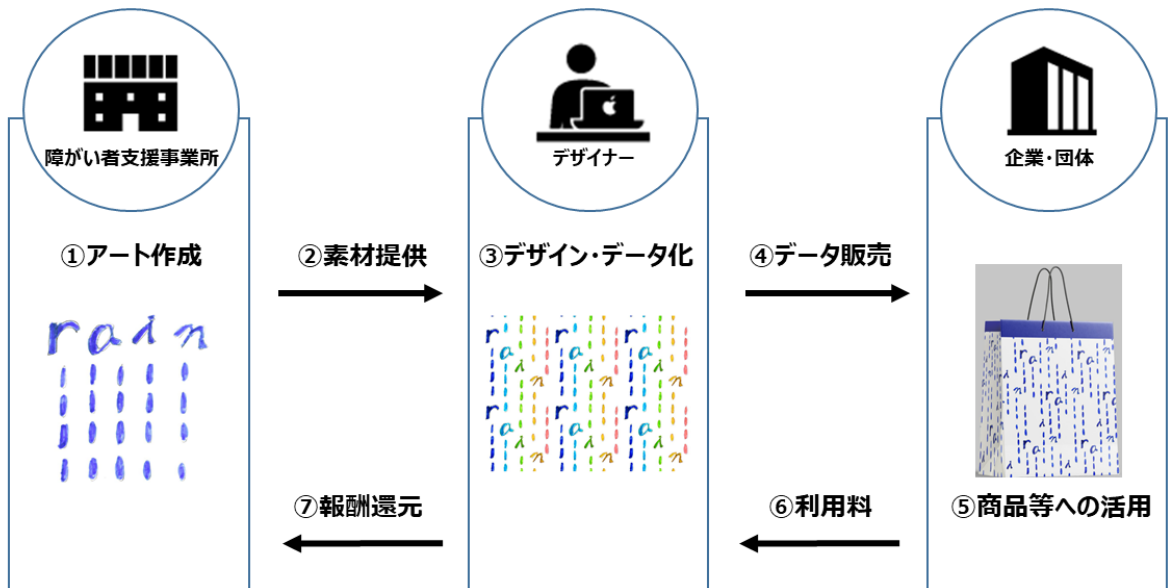 障がい者支援事業所
デザイナー
企業・団体
①アート作成
②素材提供
③デザイン・データ化
④データ販売
rain
⑦報酬還元
⑥利用料
⑤商品等への活用